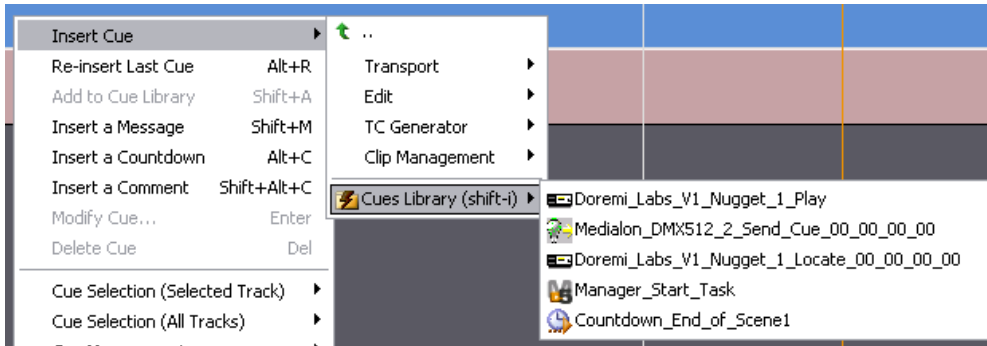 Insert Cue
Re-insert Last Cue Alt+R
Add to Cue Library Shift+A
Insert a Message Shift+M
Insert a Countdown Alt+C
Insert a Comment Shift+Alt+C
Modify Cue... Enter
Delete Cue Del
Cue Selection (Selected Track)
Cue Selection (All Tracks)
..
Transport
Edit
TC Generator
Clip Management
Cues Library (shift-i)
Doremi_Labs_V1_Nugget_1_Play
Medialon_DMX512_2_Send_Cue_00_00_00_00
Doremi_Labs_V1_Nugget_1_Locate_00_00_00_00
Manager_Start_Task
Countdown_End_of_Scene1